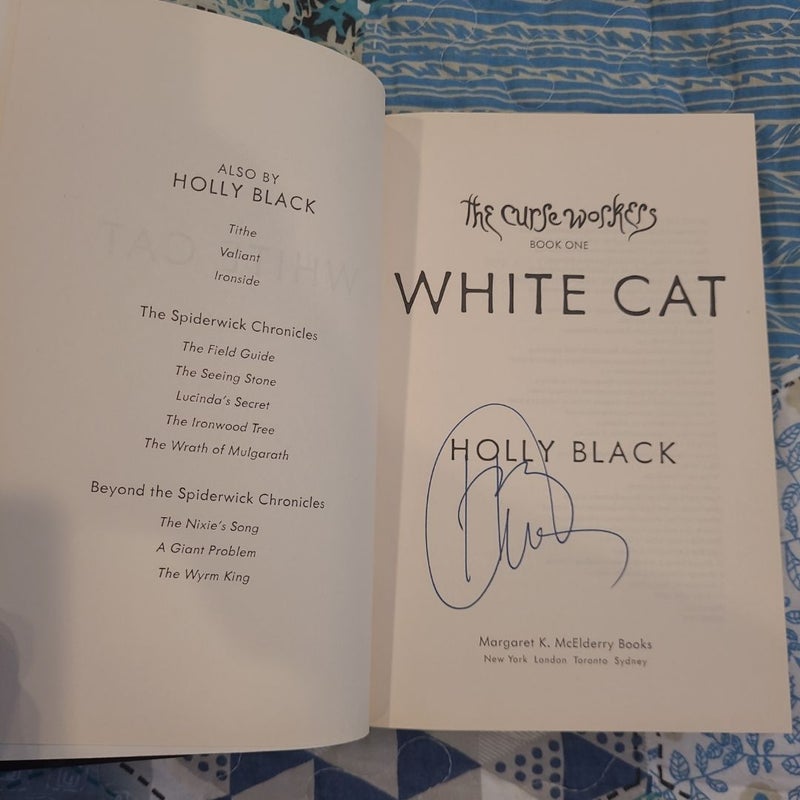 ALSO BY
HOLLY BLACK
Tithe
Valiant
Ironside
The Spiderwick Chronicles
The Field Guide
The Seeing Stone
Lucinda's Secret
The Ironwood Tree
The Wrath of Mulgarath
Beyond the Spiderwick Chronicles
The Nixie's Song
A Giant Problem
The Wyrm King
the curse workers
BOOK ONE
WHITE CAT
HOLLY BLACK
Margaret K. McElderry Books
New York London Toronto Sydney